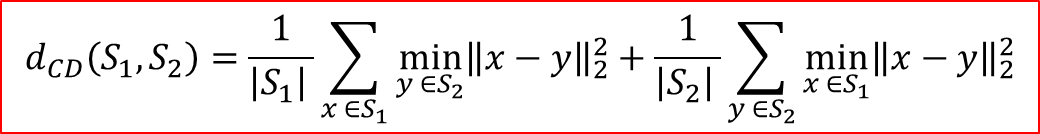 d_{CD}(S_1, S_2) = \frac{1}{|S_1|} \sum_{x \in S_1} \min_{y \in S_2} \|x - y\|_2^2 + \frac{1}{|S_2|} \sum_{y \in S_2} \min_{x \in S_1} \|x - y\|_2^2